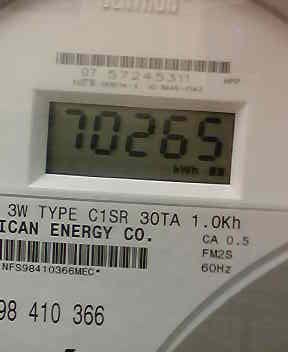 07 57245311
70265
kWh
3W TYPE C1SR 30TA 1.0Kh
ICAN ENERGY CO.
CA 0.5
FM2S
60Hz
NFS98410366MEC*
98 410 366